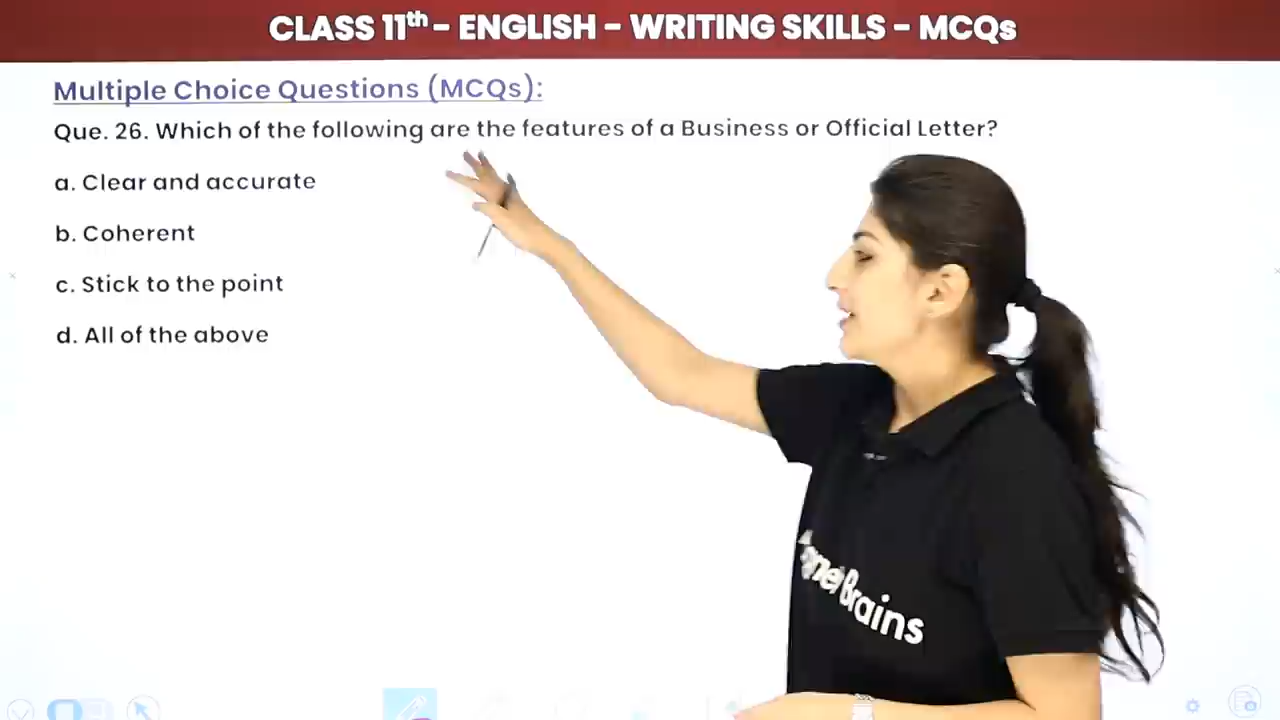 CLASS 11th - ENGLISH - WRITING SKILLS - MCQs
Multiple Choice Questions (MCQs):
Que. 26. Which of the following are the features of a Business or Official Letter?
a. Clear and accurate
b. Coherent
c. Stick to the point
d. All of the above
Brains